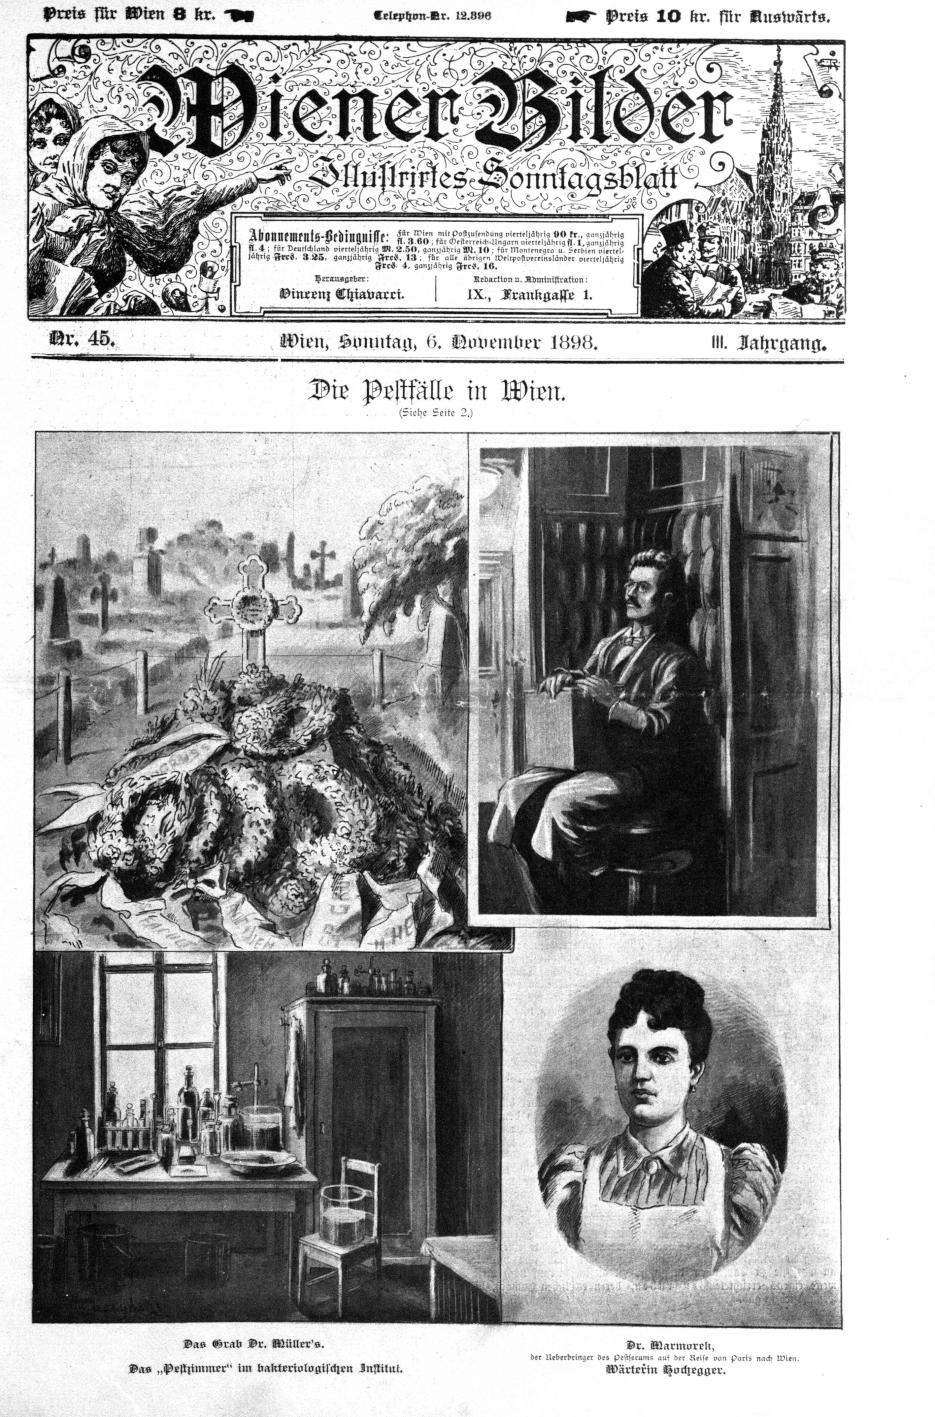 Preis für Wien 8 kr.
Telephon-Nr. 12.396
Preis 10 kr. für Auswärts.
Wiener Bilder
Illustrirtes Sonntagsblatt
Abonnements-Bedingnisse: für Wien mit Postzusendung vierteljährig 90 kr., ganzjährig
fl. 3.60; für Oesterreich-Ungarn vierteljährig fl. 1, ganzjährig
fl. 4; für Deutschland vierteljährig M. 2.50, ganzjährig M. 10; für Montenegro u. Serbien viertel-
jährig Frcs. 3.25, ganzjährig Frcs. 13; für alle übrigen Weltpostvereinsländer vierteljährig
Frcs. 4, ganzjährig Frcs. 16.
Herausgeber:
Vincenz Chiavacci.
Redaction u. Administration:
IX., Frankgasse 1.
Nr. 45.
Wien, Sonntag, 6. November 1898.
III. Jahrgang.
Die Pestfälle in Wien.
(Siehe Seite 2.)
Das Grab Dr. Müller's.
Das „Pestzimmer“ im bakteriologischen Institut.
Dr. Marmorek,
der Ueberbringer des Pestserums auf der Reise von Paris nach Wien.
Wärterin Hochegger.